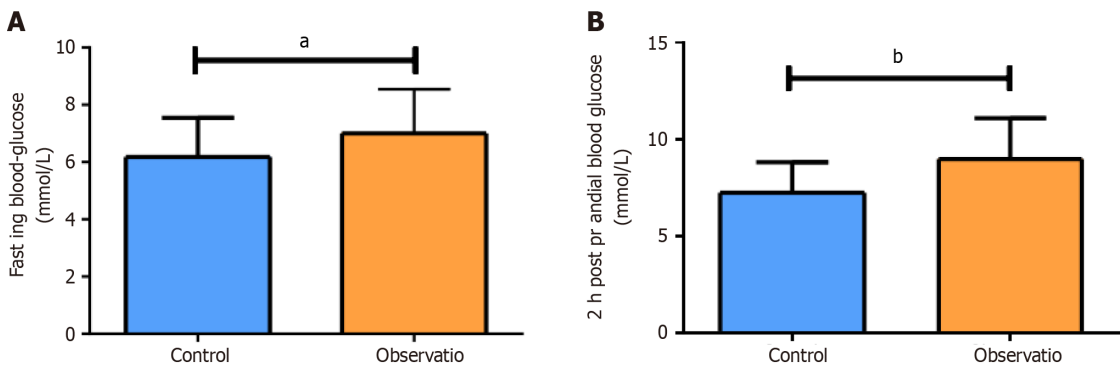 A
Fast ing blood-glucose
(mmol/L)
10
8
6
4
2
0
a
Control
Observatio
B
2 h post pr andial blood glucose
(mmol/L)
15
10
5
0
b
Control
Observatio